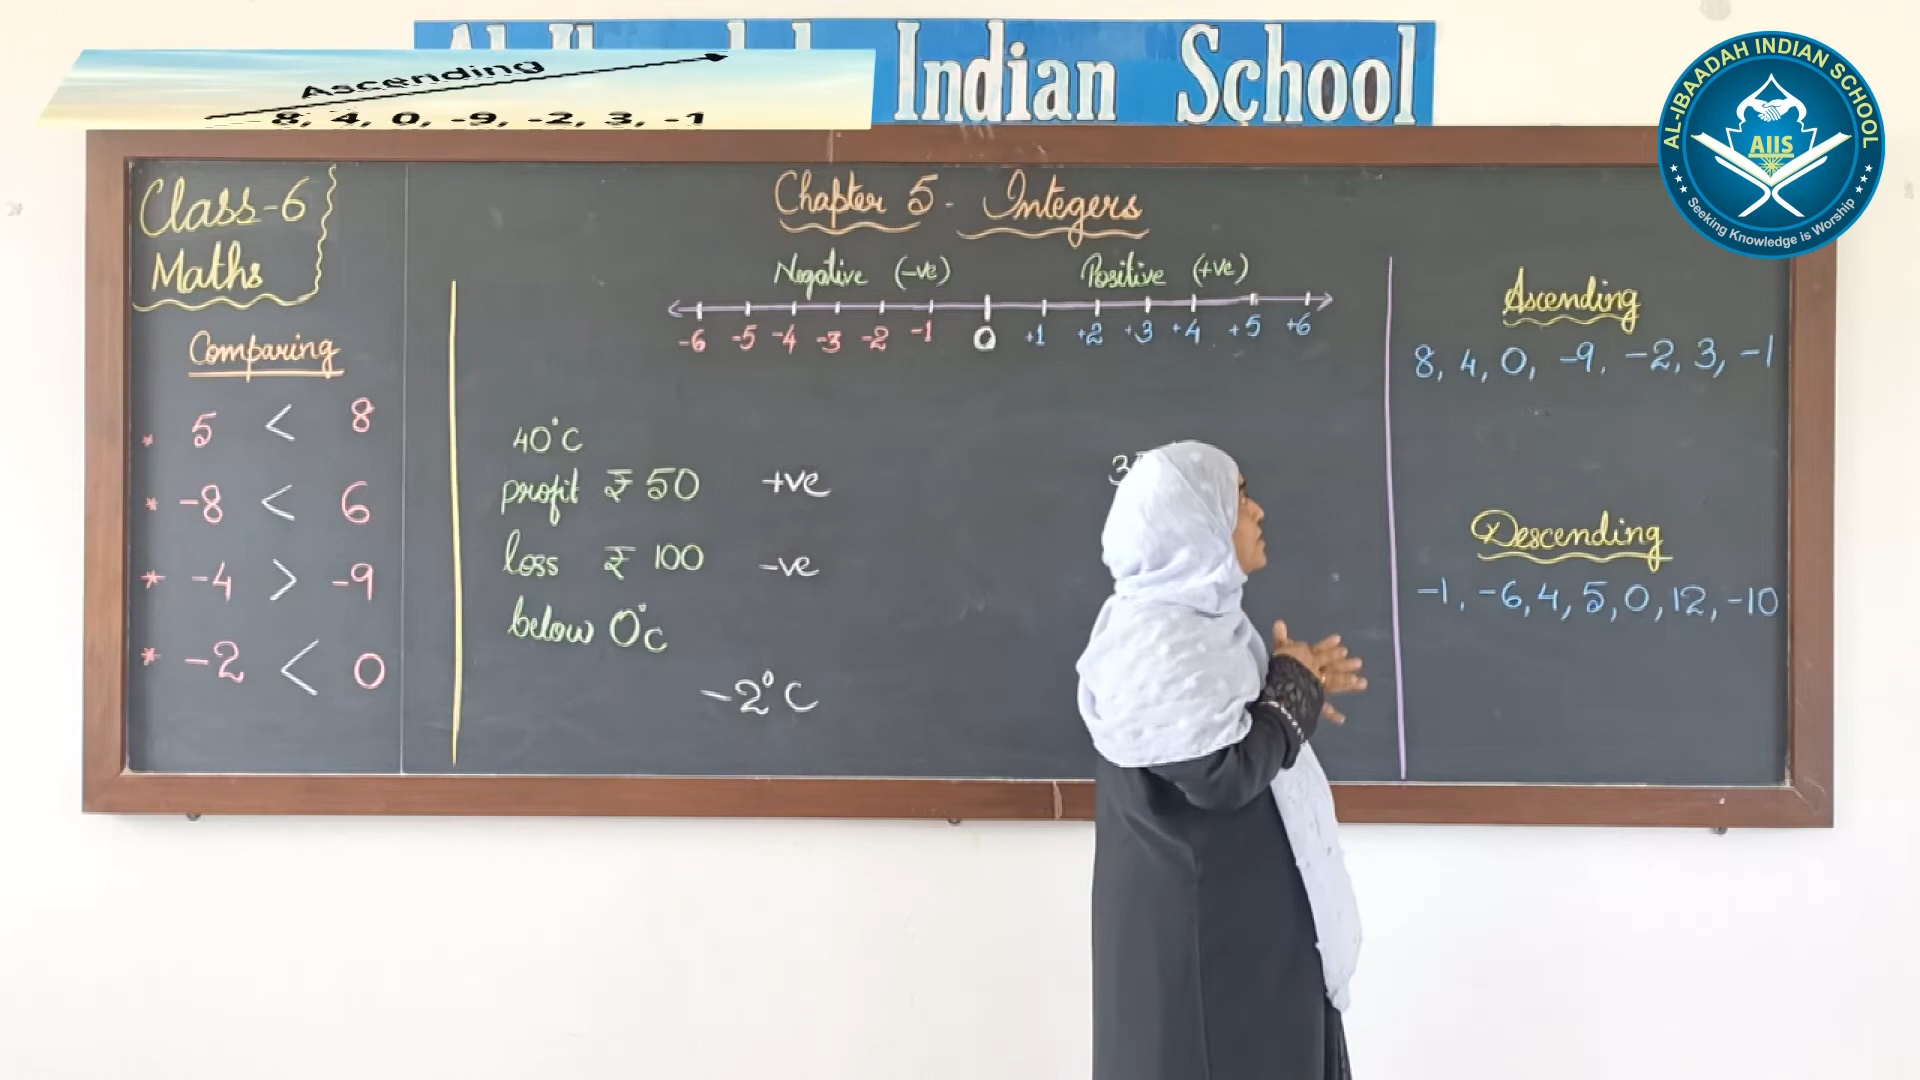 Indian School
Ascending
8, 4, 0, -9, -2, 3, -1
AL-IBAADAH INDIAN SCHOOL
AIIS
Seeking Knowledge is Worship
Class-6
Maths
Comparing
* 5 < 8
* -8 < 6
* -4 > -9
* -2 < 0
Chapter 5 - Integers
Negative (-ve) Positive (+ve)
-6 -5 -4 -3 -2 -1 0 +1 +2 +3 +4 +5 +6
40°C
profit ₹ 50 +ve
loss ₹ 100 -ve
below 0°C
-2°C
Ascending
8, 4, 0, -9, -2, 3, -1
Descending
-1, -6, 4, 5, 0, 12, -10